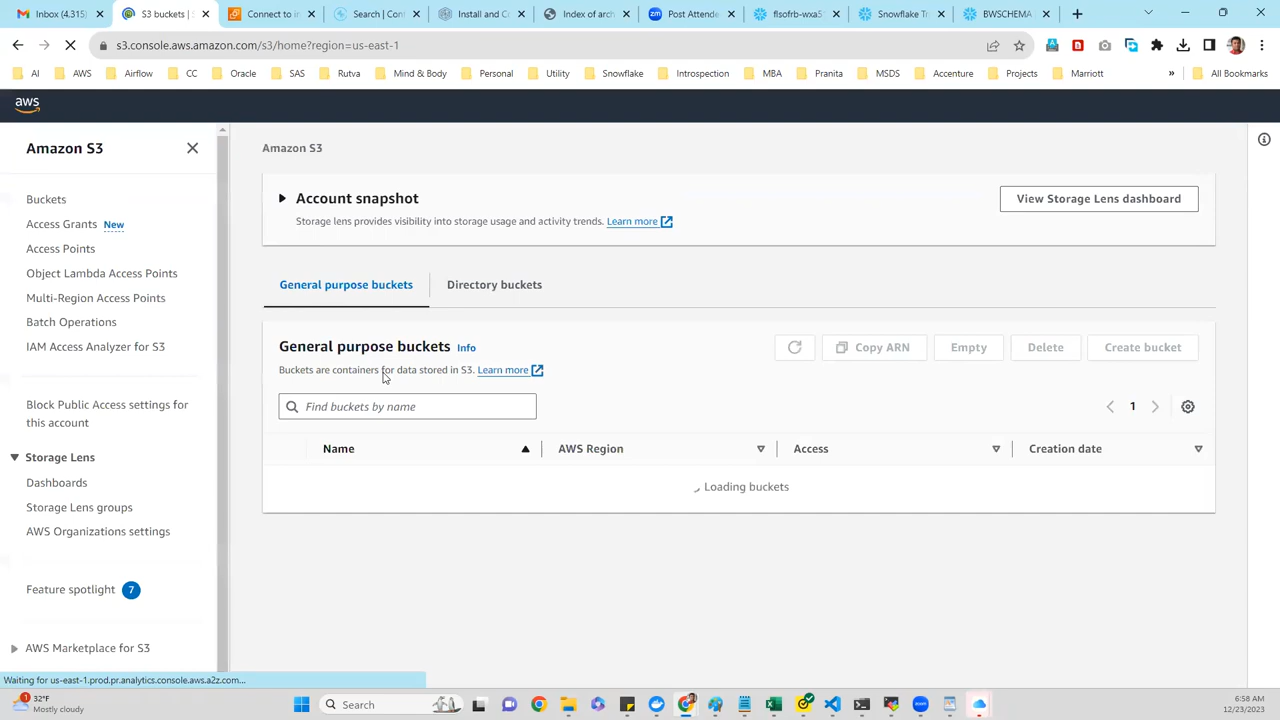 Inbox (4.315)
S3 buckets
Connect to in
Search | Con
Install and C
Index of arch
Post Attende
flsofrb-wxa5
Snowflake T
BWSCHEMA
s3.console.aws.amazon.com/s3/home?region=us-east-1
AI AWS Airflow CC Oracle SAS Rutva Mind & Body Personal Utility Snowflake Introspection MBA Pranita MSDS Accenture Projects Marriott » All Bookmarks
aws
Amazon S3
Buckets
Access Grants New
Access Points
Object Lambda Access Points
Multi-Region Access Points
Batch Operations
IAM Access Analyzer for S3
Block Public Access settings for
this account
Storage Lens
Dashboards
Storage Lens groups
AWS Organizations settings
Feature spotlight 7
AWS Marketplace for S3
Amazon S3
Account snapshot
View Storage Lens dashboard
Storage lens provides visibility into storage usage and activity trends. Learn more
General purpose buckets
Directory buckets
General purpose buckets Info
Copy ARN
Empty
Delete
Create bucket
Buckets are containers for data stored in S3. Learn more
Find buckets by name
1
Name
AWS Region
Access
Creation date
Loading buckets
Waiting for us-east-1.prod.pr.analytics.console.aws.a2z.com...
1
32°F
Mostly cloudy
Search
6:58 AM
12/23/2023